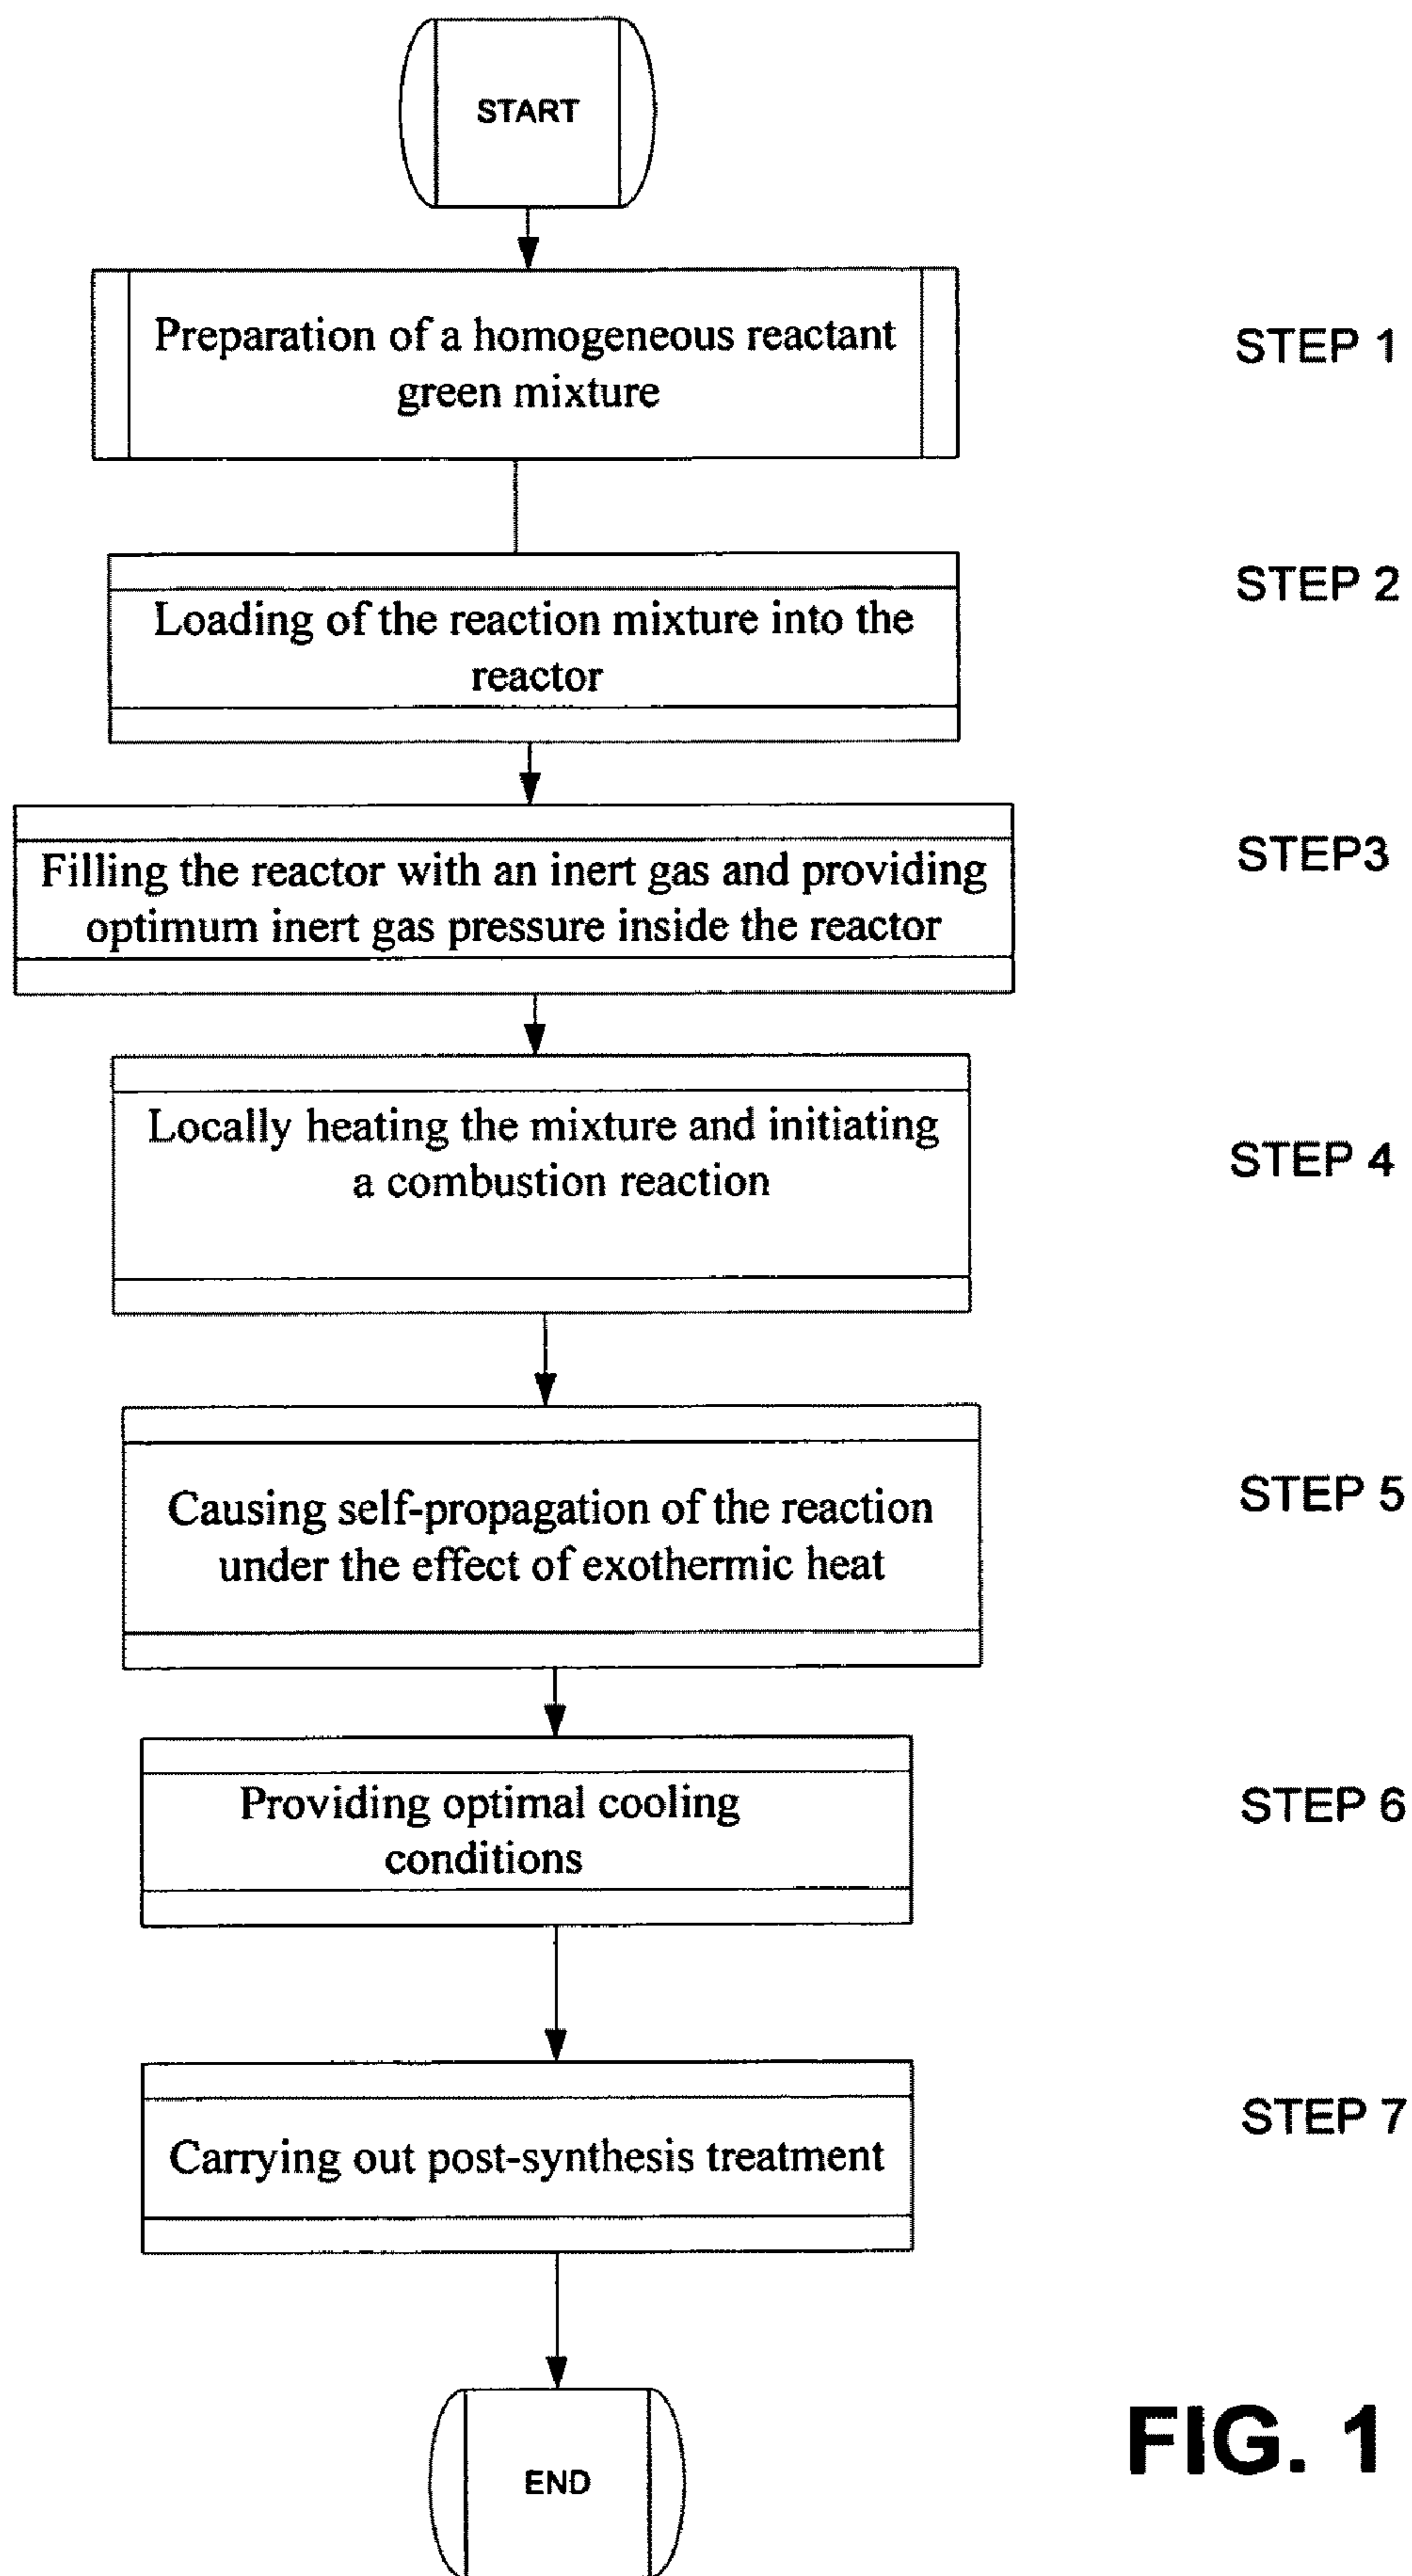 START
Preparation of a homogeneous reactant
green mixture
STEP 1
Loading of the reaction mixture into the
reactor
STEP 2
Filling the reactor with an inert gas and providing
optimum inert gas pressure inside the reactor
STEP3
Locally heating the mixture and initiating
a combustion reaction
STEP 4
Causing self-propagation of the reaction
under the effect of exothermic heat
STEP 5
Providing optimal cooling
conditions
STEP 6
Carrying out post-synthesis treatment
STEP 7
END
FIG. 1